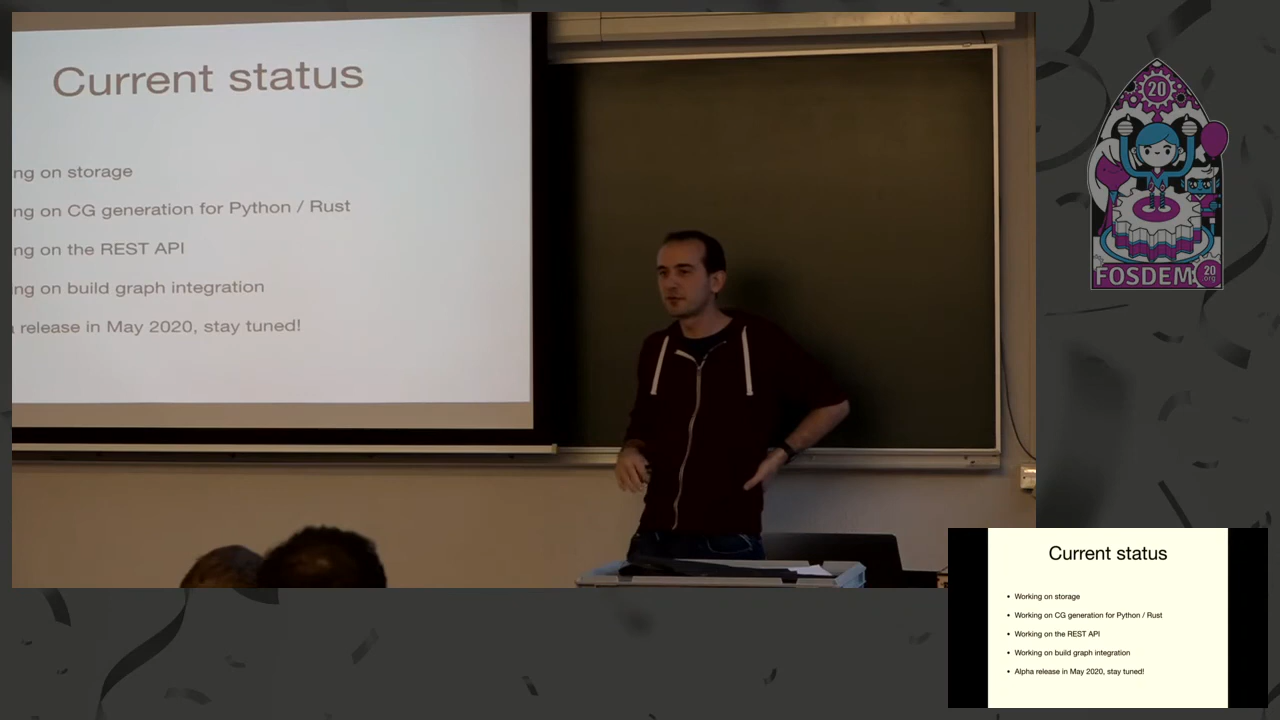 Current status
ng on storage
ng on CG generation for Python / Rust
ng on the REST API
ng on build graph integration
release in May 2020, stay tuned!
20
FOSDEM
20
org
Current status
• Working on storage
• Working on CG generation for Python / Rust
• Working on the REST API
• Working on build graph integration
• Alpha release in May 2020, stay tuned!